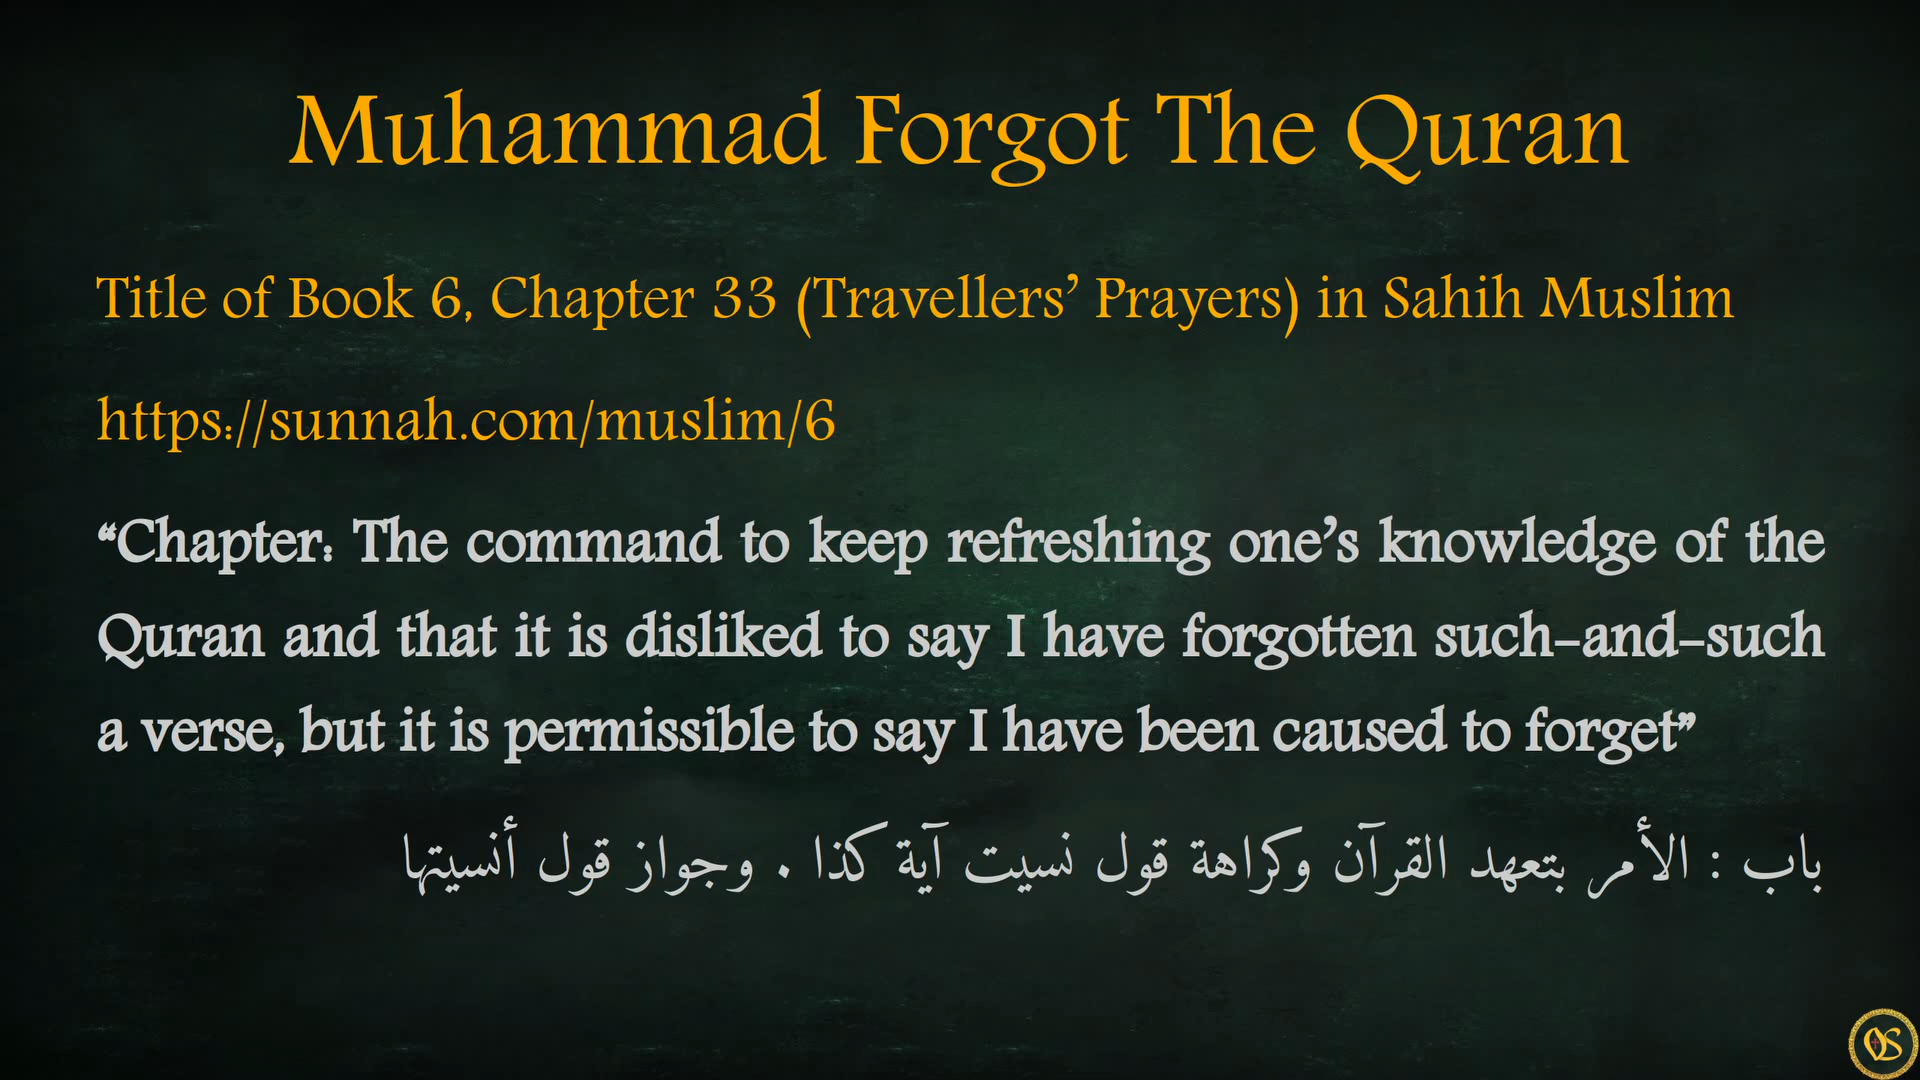 Muhammad Forgot The Quran
Title of Book 6, Chapter 33 (Travellers’ Prayers) in Sahih Muslim
https://sunnah.com/muslim/6
“Chapter: The command to keep refreshing one’s knowledge of the
Quran and that it is disliked to say I have forgotten such-and-such
a verse, but it is permissible to say I have been caused to forget”
باب : الأمر بتعهد القرآن وكراهة قول نسيت آية كذا . وجواز قول أنسيتها